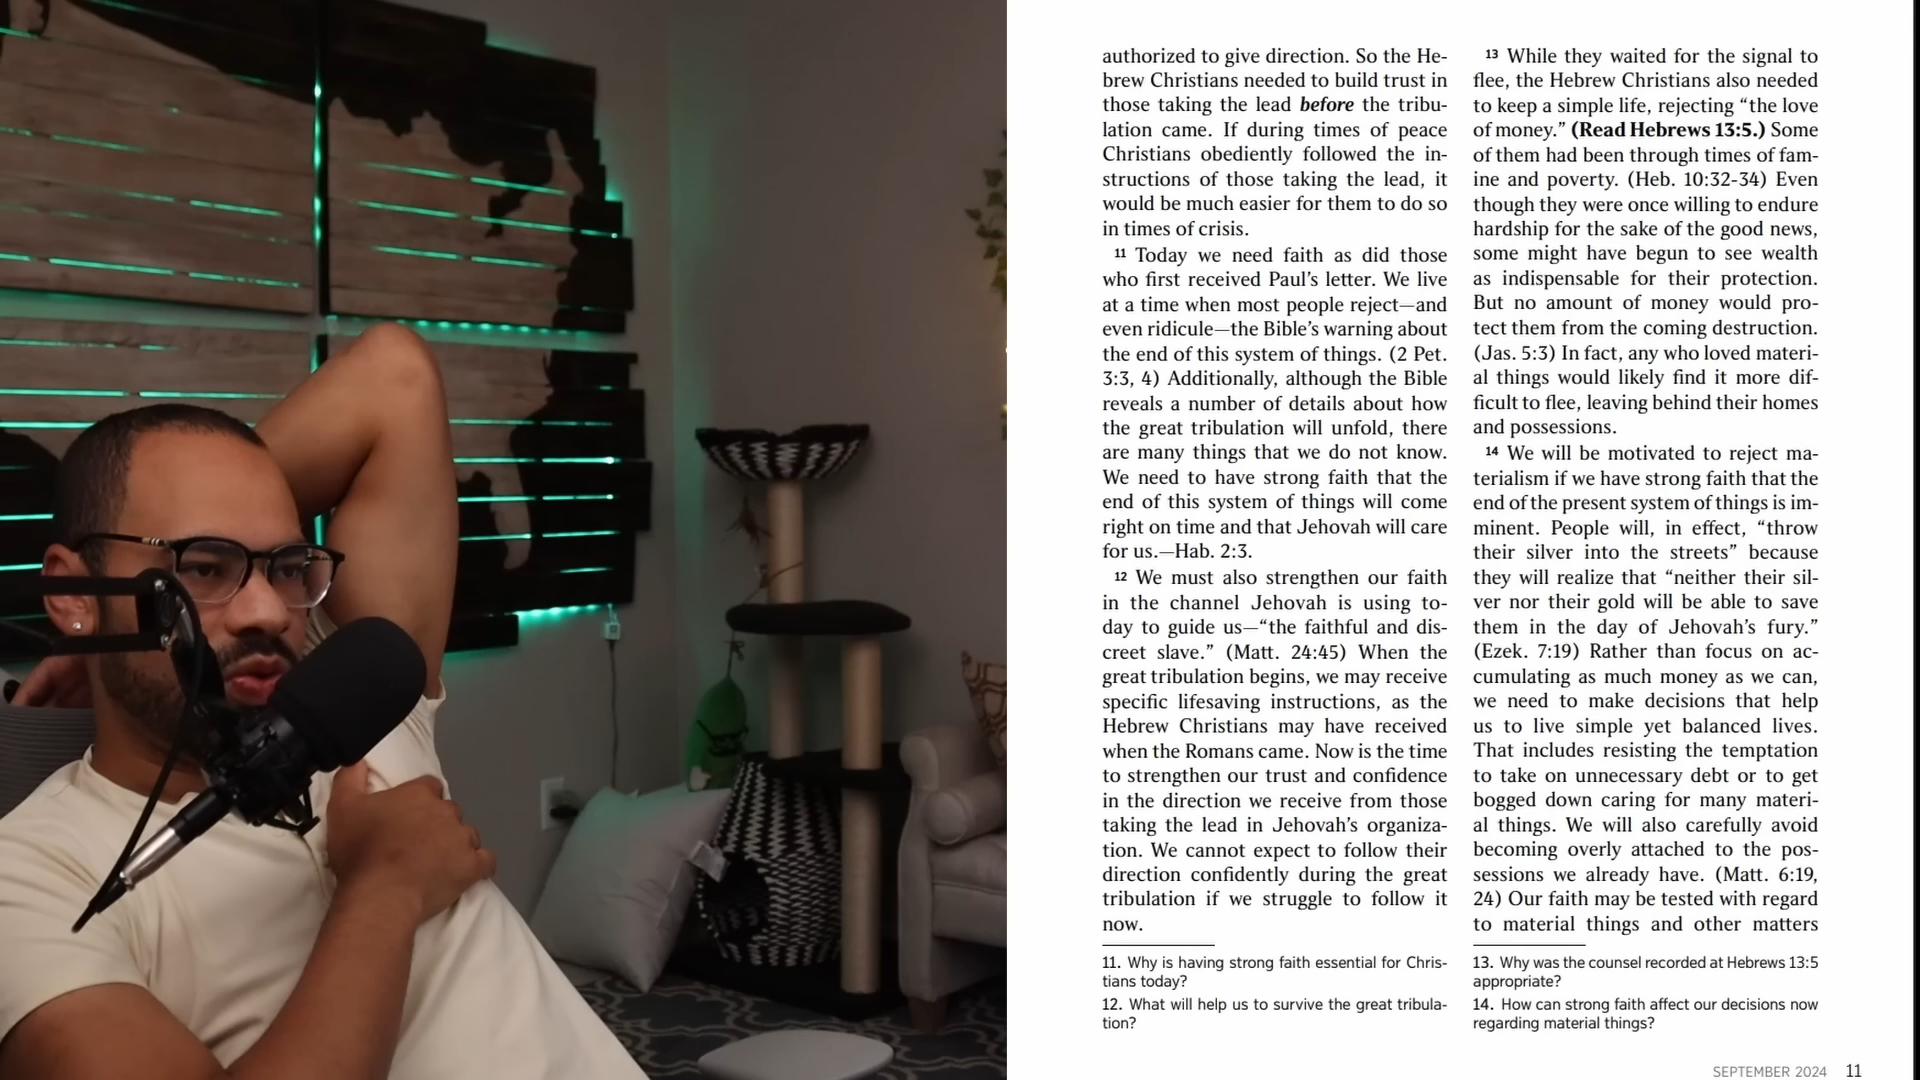 authorized to give direction. So the He-
brew Christians needed to build trust in
those taking the lead before the tribu-
lation came. If during times of peace
Christians obediently followed the in-
structions of those taking the lead, it
would be much easier for them to do so
in times of crisis.
11 Today we need faith as did those
who first received Paul’s letter. We live
at a time when most people reject—and
even ridicule—the Bible’s warning about
the end of this system of things. (2 Pet.
3:3, 4) Additionally, although the Bible
reveals a number of details about how
the great tribulation will unfold, there
are many things that we do not know.
We need to have strong faith that the
end of this system of things will come
right on time and that Jehovah will care
for us.—Hab. 2:3.
12 We must also strengthen our faith
in the channel Jehovah is using to-
day to guide us—“the faithful and dis-
creet slave.” (Matt. 24:45) When the
great tribulation begins, we may receive
specific lifesaving instructions, as the
Hebrew Christians may have received
when the Romans came. Now is the time
to strengthen our trust and confidence
in the direction we receive from those
taking the lead in Jehovah’s organiza-
tion. We cannot expect to follow their
direction confidently during the great
tribulation if we struggle to follow it
now.
11. Why is having strong faith essential for Chris-
tians today?
12. What will help us to survive the great tribula-
tion?
13 While they waited for the signal to
flee, the Hebrew Christians also needed
to keep a simple life, rejecting “the love
of money.” (Read Hebrews 13:5.) Some
of them had been through times of fam-
ine and poverty. (Heb. 10:32-34) Even
though they were once willing to endure
hardship for the sake of the good news,
some might have begun to see wealth
as indispensable for their protection.
But no amount of money would pro-
tect them from the coming destruction.
(Jas. 5:3) In fact, any who loved materi-
al things would likely find it more dif-
ficult to flee, leaving behind their homes
and possessions.
14 We will be motivated to reject ma-
terialism if we have strong faith that the
end of the present system of things is im-
minent. People will, in effect, “throw
their silver into the streets” because
they will realize that “neither their sil-
ver nor their gold will be able to save
them in the day of Jehovah’s fury.”
(Ezek. 7:19) Rather than focus on ac-
cumulating as much money as we can,
we need to make decisions that help
us to live simple yet balanced lives.
That includes resisting the temptation
to take on unnecessary debt or to get
bogged down caring for many materi-
al things. We will also carefully avoid
becoming overly attached to the pos-
sessions we already have. (Matt. 6:19,
24) Our faith may be tested with regard
to material things and other matters
13. Why was the counsel recorded at Hebrews 13:5
appropriate?
14. How can strong faith affect our decisions now
regarding material things?
SEPTEMBER 2024 11